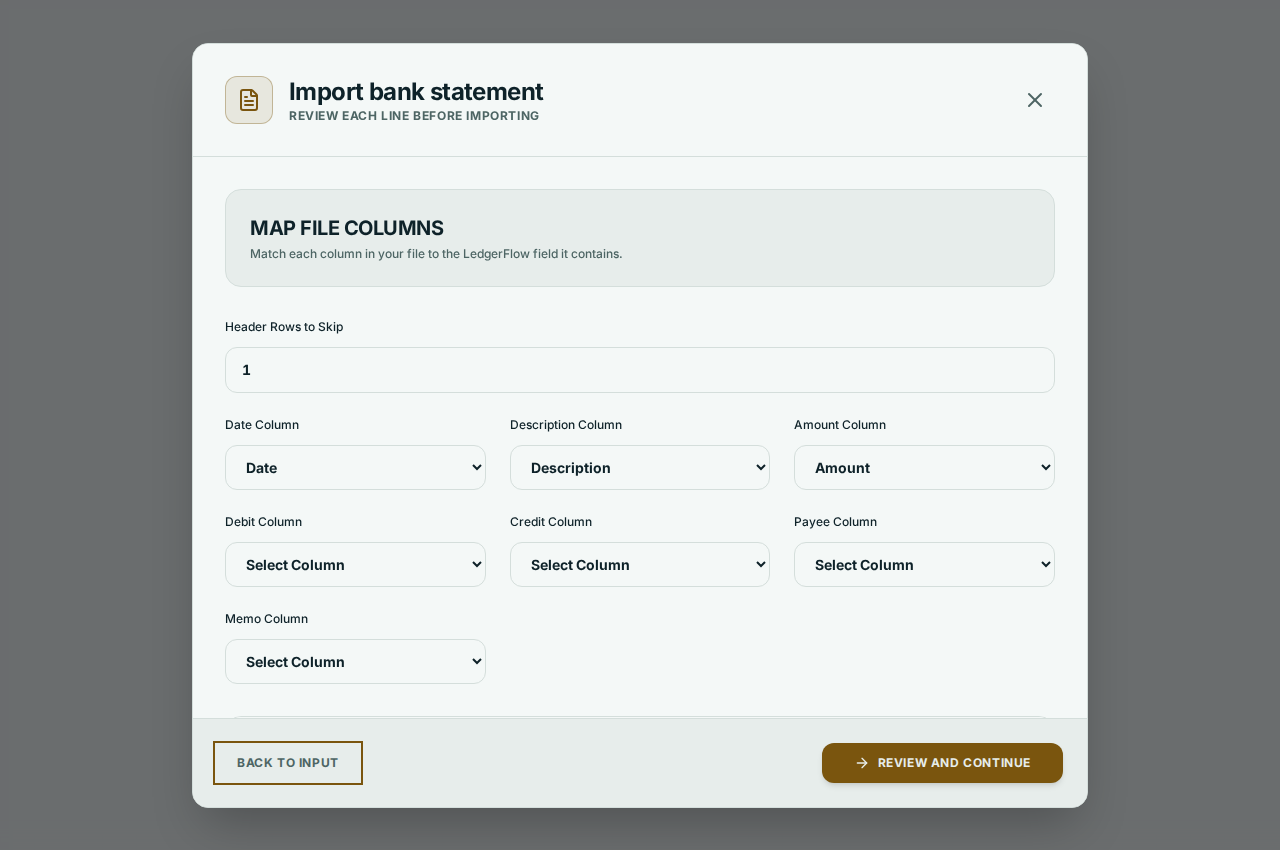 Import bank statement
REVIEW EACH LINE BEFORE IMPORTING
MAP FILE COLUMNS
Match each column in your file to the LedgerFlow field it contains.
Header Rows to Skip
1
Date Column
Description Column
Amount Column
Date
Description
Amount
Debit Column
Credit Column
Payee Column
Select Column
Select Column
Select Column
Memo Column
Select Column
BACK TO INPUT
REVIEW AND CONTINUE